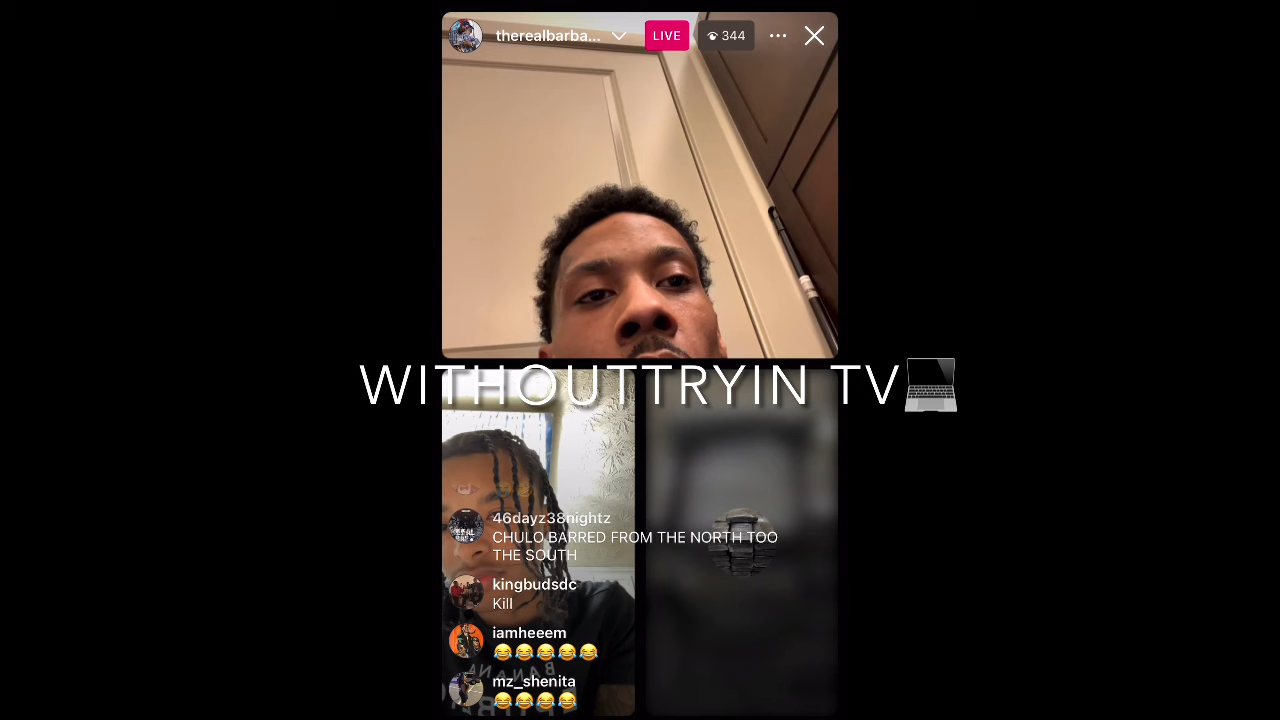 therealbarba...
LIVE
344
WITHOUTTRYIN TV
46dayz38nightz
CHULO BARRED FROM THE NORTH TOO
THE SOUTH
kingbudsdc
Kill
iamheeem
😂😂😂😂😂
mz_shenita
😂😂😂😂